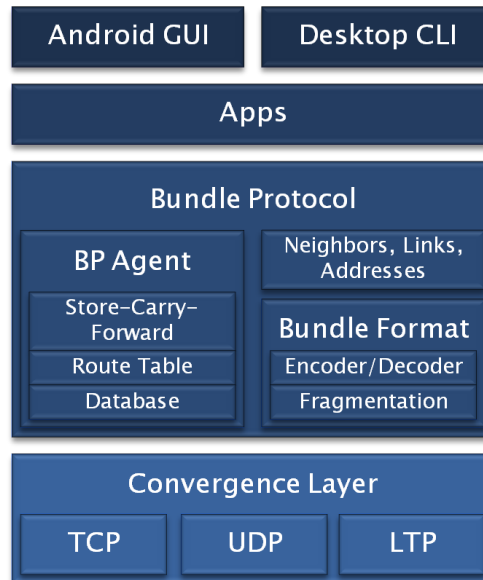 Android GUI
Desktop CLI
Apps
Bundle Protocol
BP Agent
Store-Carry-
Forward
Route Table
Database
Neighbors, Links,
Addresses
Bundle Format
Encoder/Decoder
Fragmentation
Convergence Layer
TCP
UDP
LTP